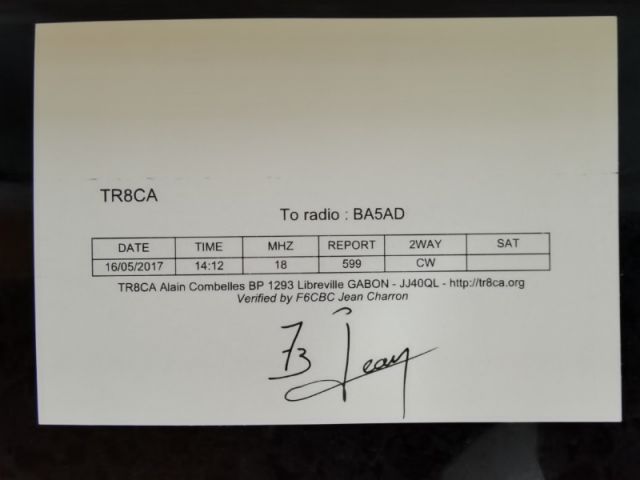 TR8CA
To radio : BA5AD
DATE TIME MHZ REPORT 2WAY SAT
16/05/2017 14:12 18 599 CW
TR8CA Alain Combelles BP 1293 Libreville GABON - JJ40QL - http://tr8ca.org
Verified by F6CBC Jean Charron
73 Jean